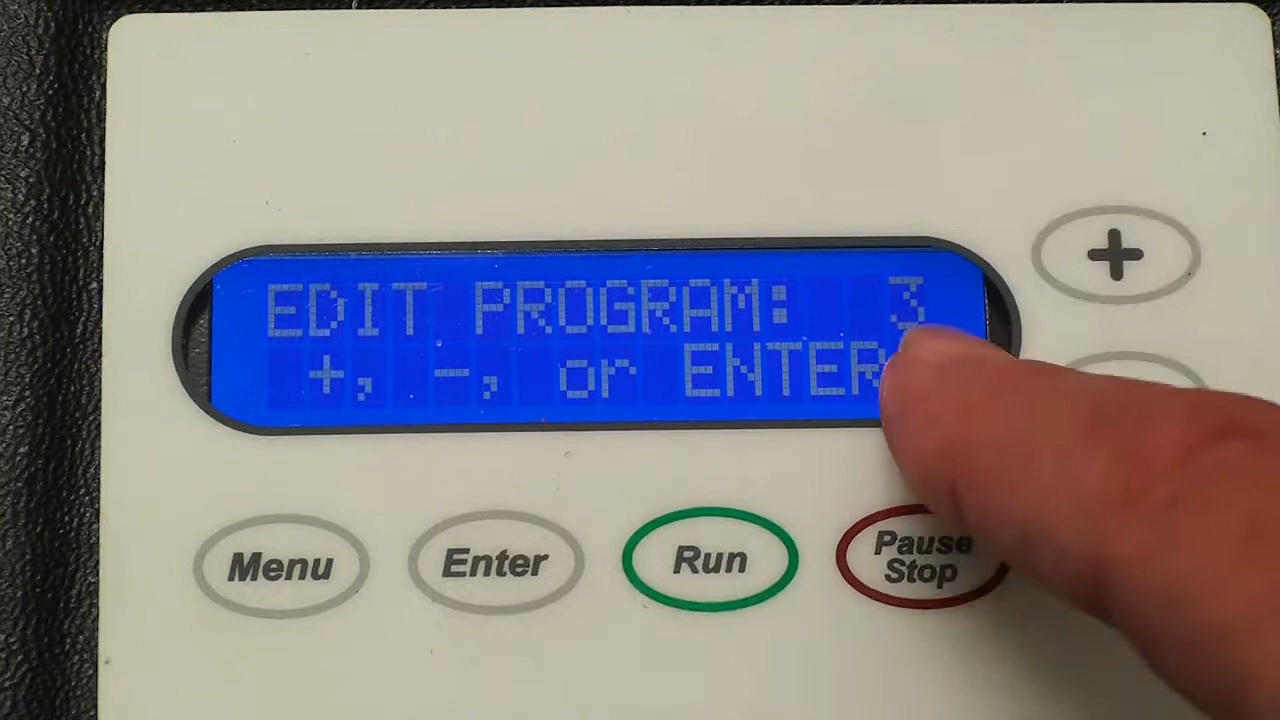 EDIT PROGRAM: 3
+, -, or ENTER
+
Menu
Enter
Run
Pause
Stop